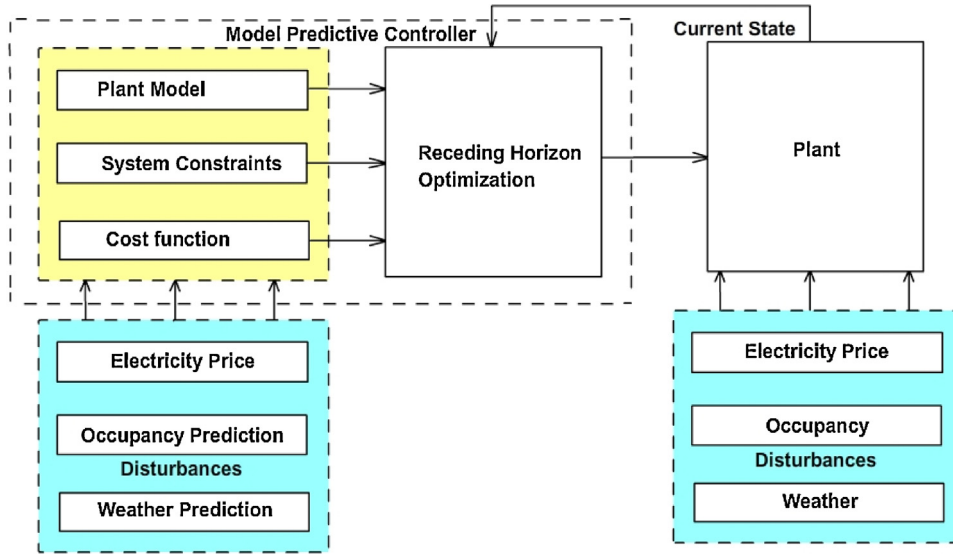 Model Predictive Controller
Current State
Plant Model
System Constraints
Cost function
Receding Horizon
Optimization
Plant
Electricity Price
Occupancy Prediction
Disturbances
Weather Prediction
Electricity Price
Occupancy
Disturbances
Weather